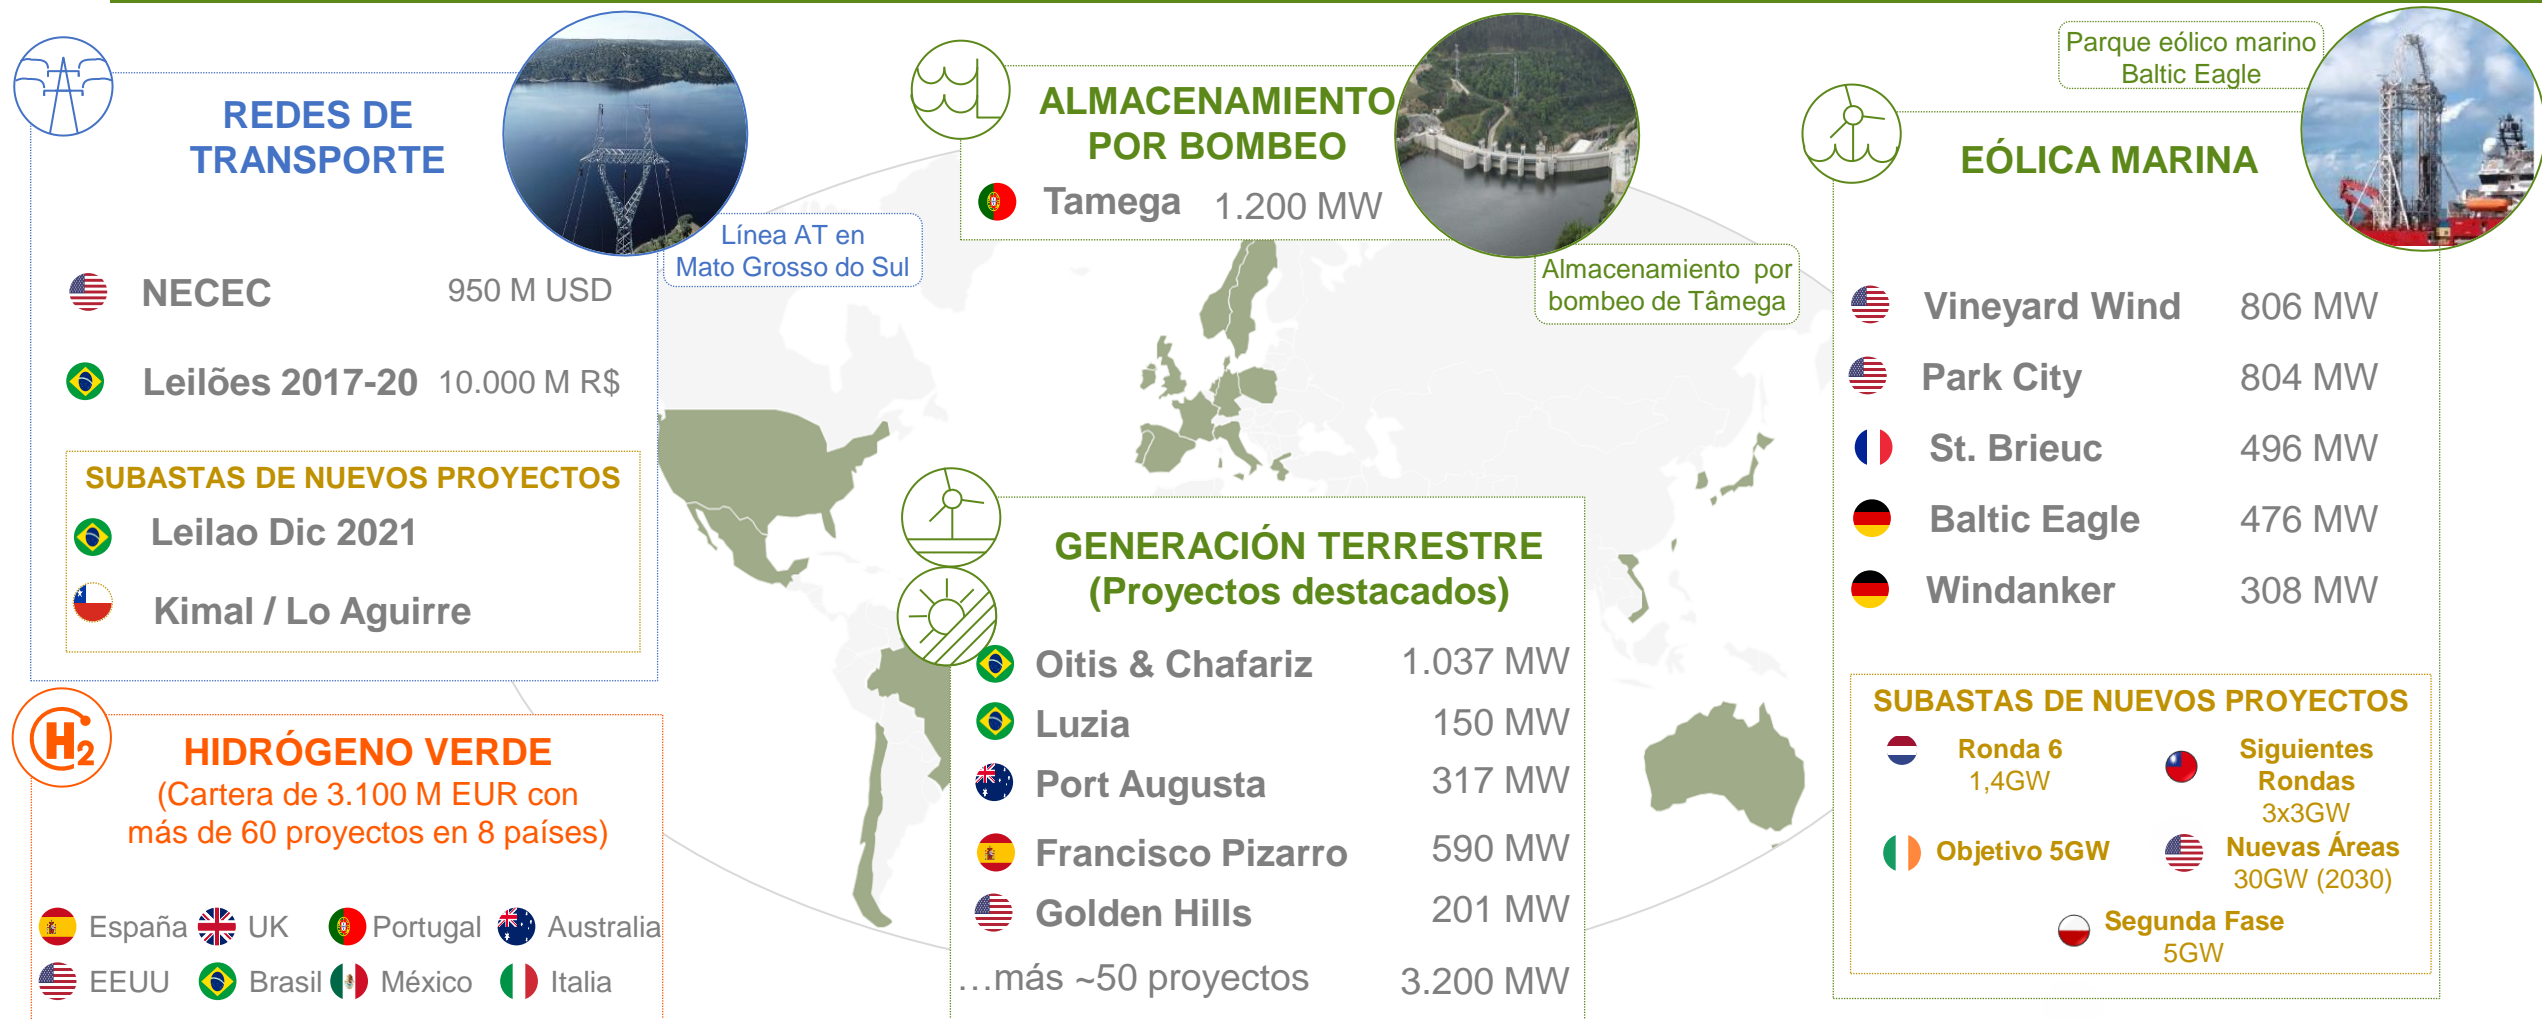 REDES DE
TRANSPORTE
Línea AT en
Mato Grosso do Sul
NECEC 950 M USD
Leilões 2017-20 10.000 M R$
SUBASTAS DE NUEVOS PROYECTOS
Leilao Dic 2021
Kimal / Lo Aguirre
H2
HIDRÓGENO VERDE
(Cartera de 3.100 M EUR con
más de 60 proyectos en 8 países)
España UK Portugal Australia
EEUU Brasil México Italia
ALMACENAMIENTO
POR BOMBEO
Tamega 1.200 MW
Almacenamiento por
bombeo de Tâmega
GENERACIÓN TERRESTRE
(Proyectos destacados)
Oitis & Chafariz 1.037 MW
Luzia 150 MW
Port Augusta 317 MW
Francisco Pizarro 590 MW
Golden Hills 201 MW
…más ~50 proyectos 3.200 MW
Parque eólico marino
Baltic Eagle
EÓLICA MARINA
Vineyard Wind 806 MW
Park City 804 MW
St. Brieuc 496 MW
Baltic Eagle 476 MW
Windanker 308 MW
SUBASTAS DE NUEVOS PROYECTOS
Ronda 6
1,4GW
Siguientes
Rondas
3x3GW
Objetivo 5GW
Nuevas Áreas
30GW (2030)
Segunda Fase
5GW